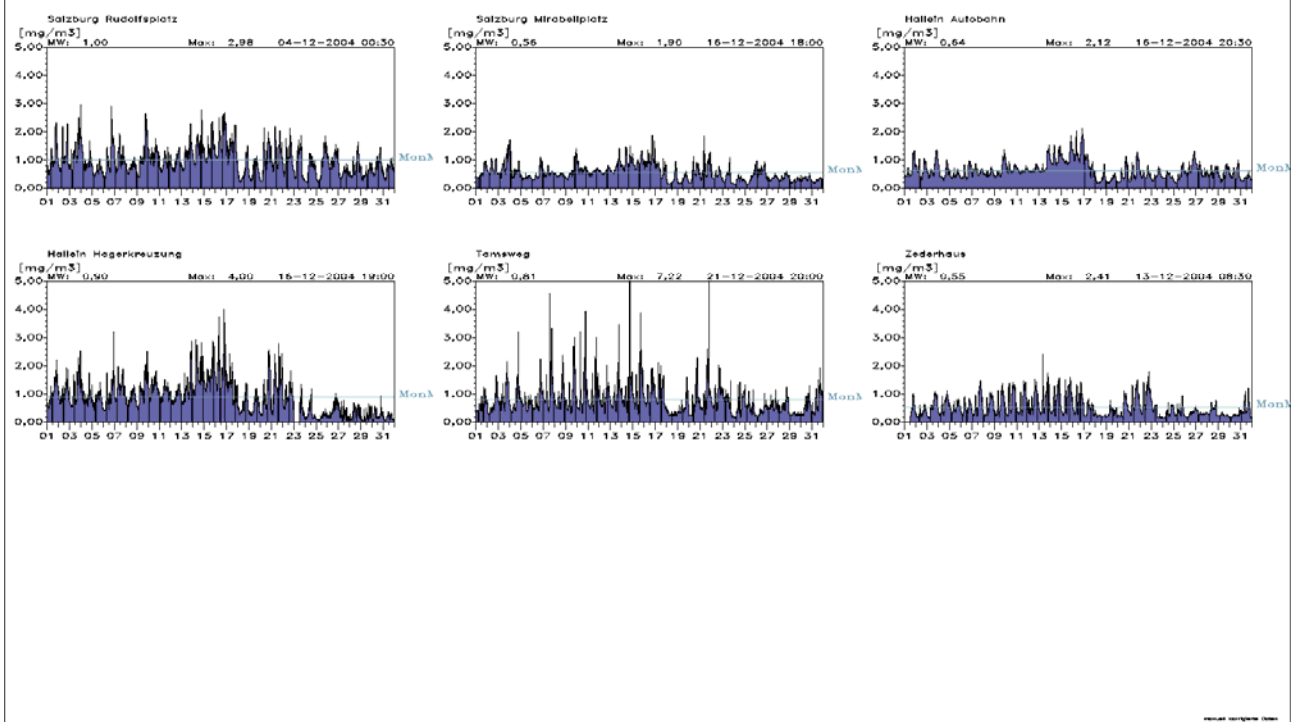 Salzburg Rudolfsplatz
[mg/m3]
MW: 1,00 Max: 2,98 04-12-2004 00:30
5,00
4,00
3,00
2,00
1,00
0,00
MonM
01 03 05 07 09 11 13 15 17 19 21 23 25 27 29 31
Salzburg Mirabellplatz
[mg/m3]
MW: 0,56 Max: 1,90 16-12-2004 18:00
5,00
4,00
3,00
2,00
1,00
0,00
MonM
01 03 05 07 09 11 13 15 17 19 21 23 25 27 29 31
Hallein Autobahn
[mg/m3]
MW: 0,64 Max: 2,12 16-12-2004 20:30
5,00
4,00
3,00
2,00
1,00
0,00
MonM
01 03 05 07 09 11 13 15 17 19 21 23 25 27 29 31
Hallein Hagerkreuzung
[mg/m3]
MW: 0,90 Max: 4,00 16-12-2004 19:00
5,00
4,00
3,00
2,00
1,00
0,00
MonM
01 03 05 07 09 11 13 15 17 19 21 23 25 27 29 31
Tamsweg
[mg/m3]
MW: 0,81 Max: 7,22 21-12-2004 20:00
5,00
4,00
3,00
2,00
1,00
0,00
MonM
01 03 05 07 09 11 13 15 17 19 21 23 25 27 29 31
Zederhaus
[mg/m3]
MW: 0,55 Max: 2,41 13-12-2004 08:30
5,00
4,00
3,00
2,00
1,00
0,00
MonM
01 03 05 07 09 11 13 15 17 19 21 23 25 27 29 31